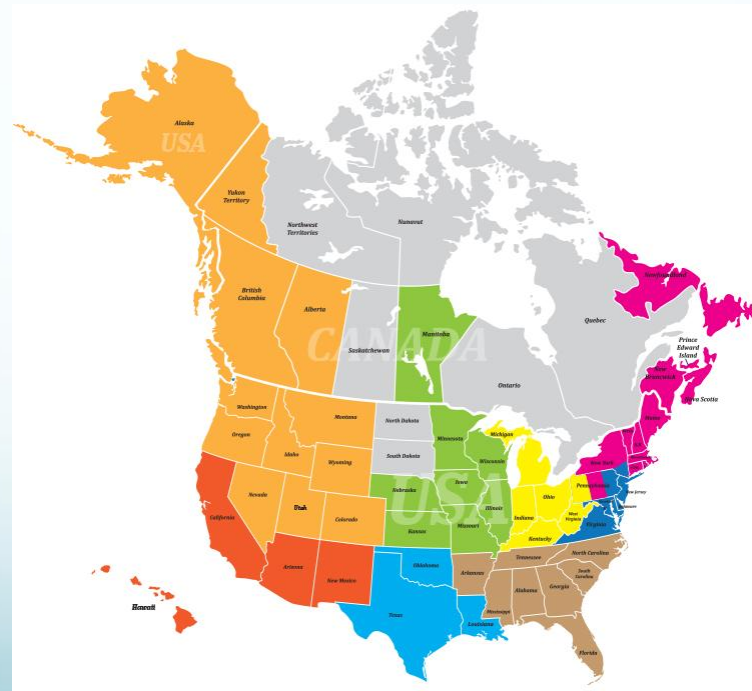 Alaska
USA
Yukan
Territory
Northwest
Territories
Nunavut
British
Columbia
Alberta
CANADA
Saskatchewan
Manitoba
Ontario
Quebec
Newfoundland
Prince
Edward
Island
New
Brunswick
Nova Scotia
Maine
Washington
Oregon
Idaho
Montana
Wyoming
North Dakota
South Dakota
Minnesota
Wisconsin
Michigan
New York
Nevada
Utah
Colorado
California
Nebraska
Iowa
USA
Illinois
Kansas
Missouri
Indiana
Ohio
Pennsylvania
New Jersey
West
Virginia
Virginia
Kentucky
Arizona
New Mexico
Oklahoma
Texas
Arkansas
Louisiana
Tennessee
North Carolina
South
Carolina
Mississippi
Alabama
Georgia
Florida
Hawaii